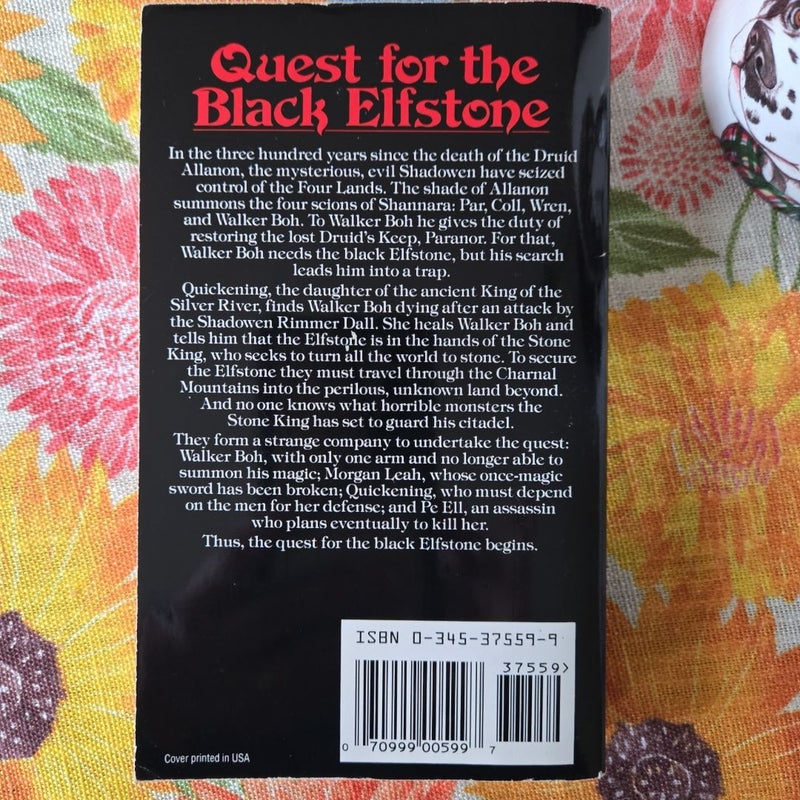 Quest for the
Black Elfstone
In the three hundred years since the death of the Druid
Allanon, the mysterious, evil Shadowen have seized
control of the Four Lands. The shade of Allanon
summons the four scions of Shannara: Par, Coll, Wren,
and Walker Boh. To Walker Boh he gives the duty of
restoring the lost Druid's Keep, Paranor. For that,
Walker Boh needs the black Elfstone, but his search
leads him into a trap.
Quickening, the daughter of the ancient King of the
Silver River, finds Walker Boh dying after an attack by
the Shadowen Rimmer Dall. She heals Walker Boh and
tells him that the Elfstone is in the hands of the Stone
King, who seeks to turn all the world to stone. To secure
the Elfstone they must travel through the Charnal
Mountains into the perilous, unknown land beyond.
And no one knows what horrible monsters the
Stone King has set to guard his citadel.
They form a strange company to undertake the quest:
Walker Boh, with only one arm and no longer able to
summon his magic; Morgan Leah, whose once-magic
sword has been broken; Quickening, who must depend
on the men for her defense; and Pe Ell, an assassin
who plans eventually to kill her.
Thus, the quest for the black Elfstone begins.
ISBN 0-345-37559-9
37559>
0 70999 00599 7
Cover printed in USA